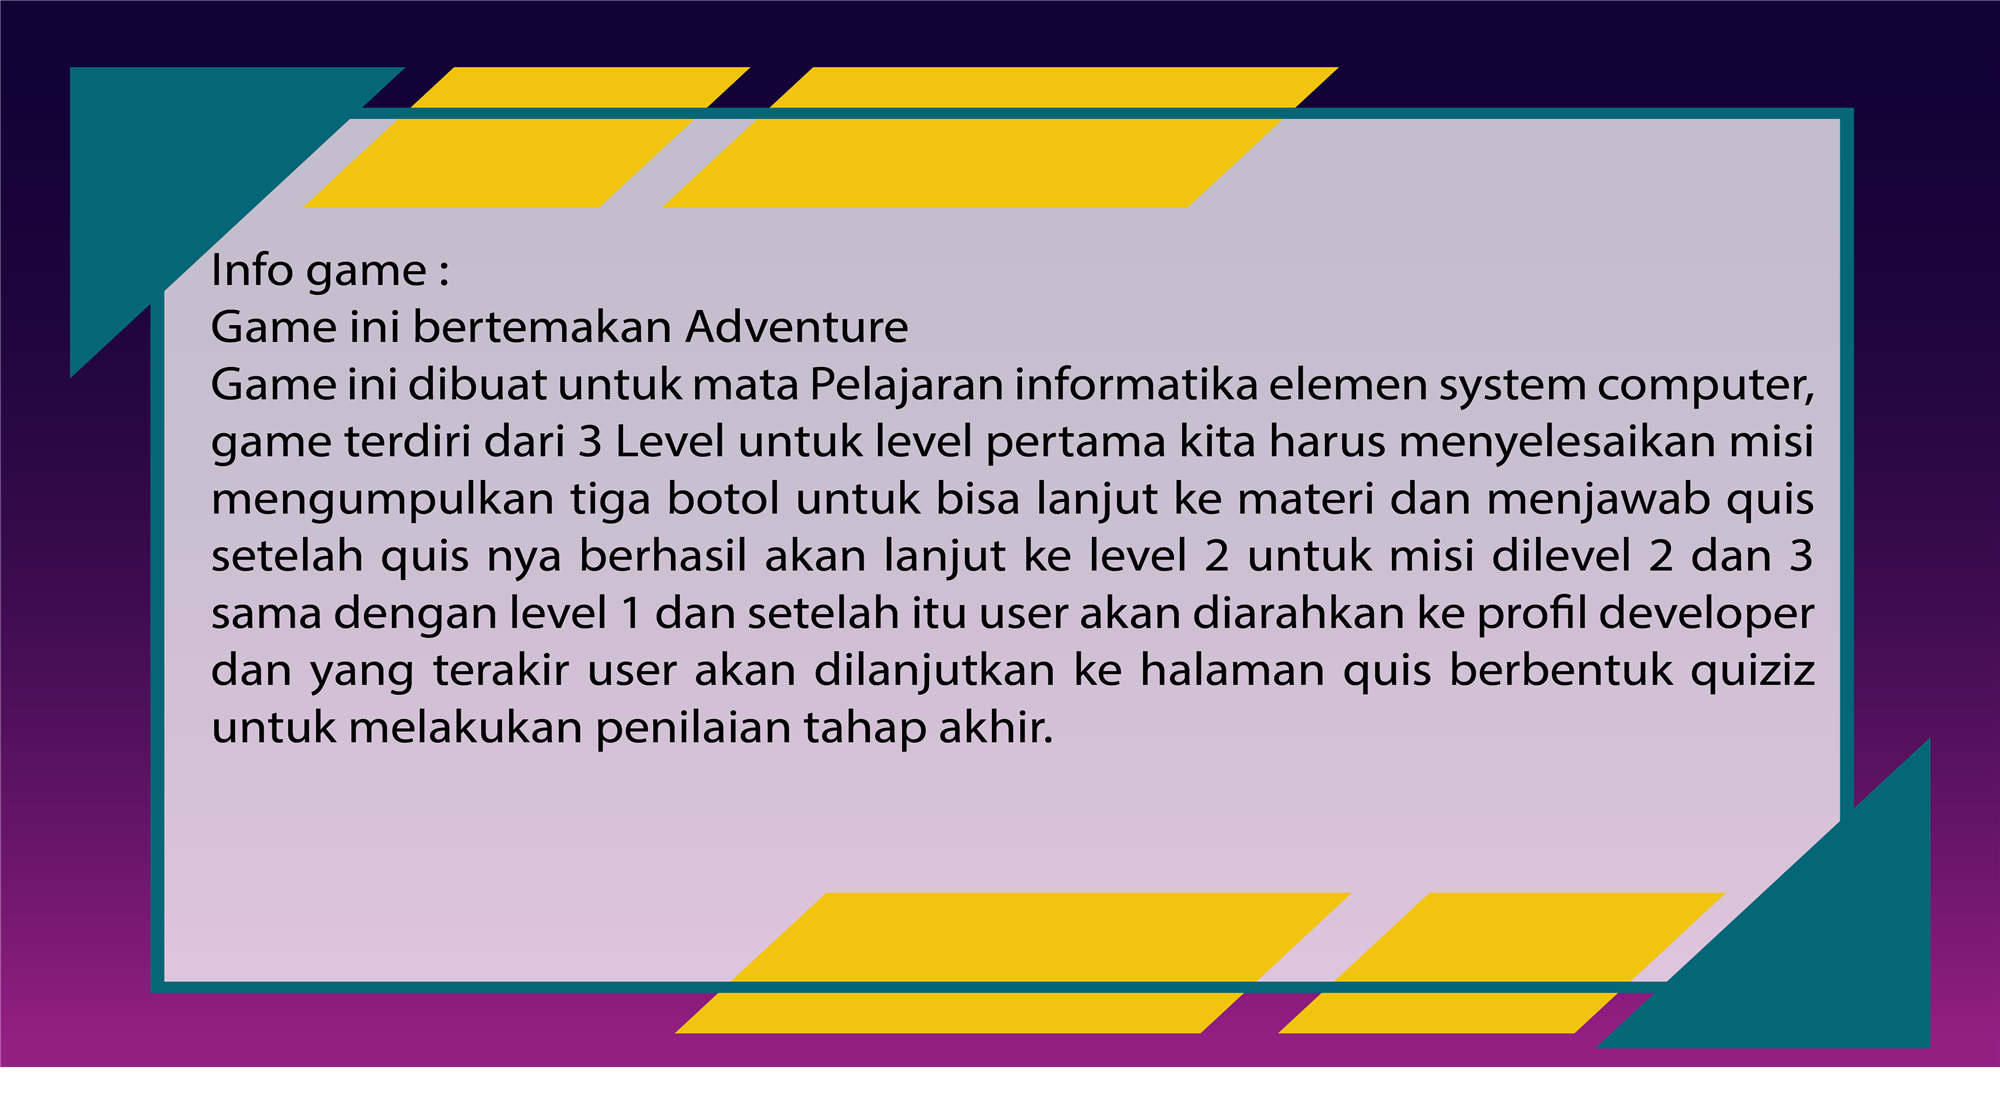 Info game :
Game ini bertemakan Adventure
Game ini dibuat untuk mata Pelajaran informatika elemen system computer,
game terdiri dari 3 Level untuk level pertama kita harus menyelesaikan misi
mengumpulkan tiga botol untuk bisa lanjut ke materi dan menjawab quis
setelah quis nya berhasil akan lanjut ke level 2 untuk misi dilevel 2 dan 3
sama dengan level 1 dan setelah itu user akan diarahkan ke profil developer
dan yang terakir user akan dilanjutkan ke halaman quis berbentuk quiziz
untuk melakukan penilaian tahap akhir.